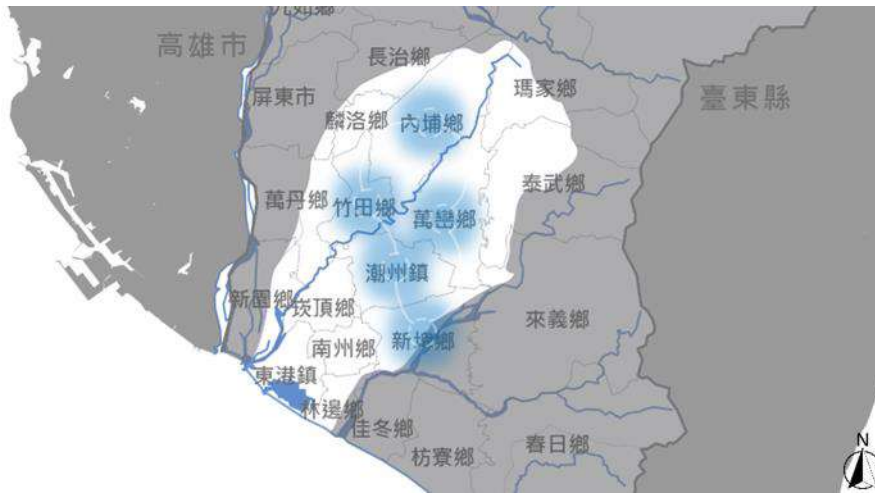 九如鄉
高雄市
長治鄉
瑪家鄉
屏東市
臺東縣
麟洛鄉
內埔鄉
泰武鄉
萬丹鄉
竹田鄉
萬巒鄉
潮州鎮
新園鄉
崁頂鄉
來義鄉
新埤鄉
南州鄉
東港鎮
林邊鄉
佳冬鄉
枋寮鄉
春日鄉
N